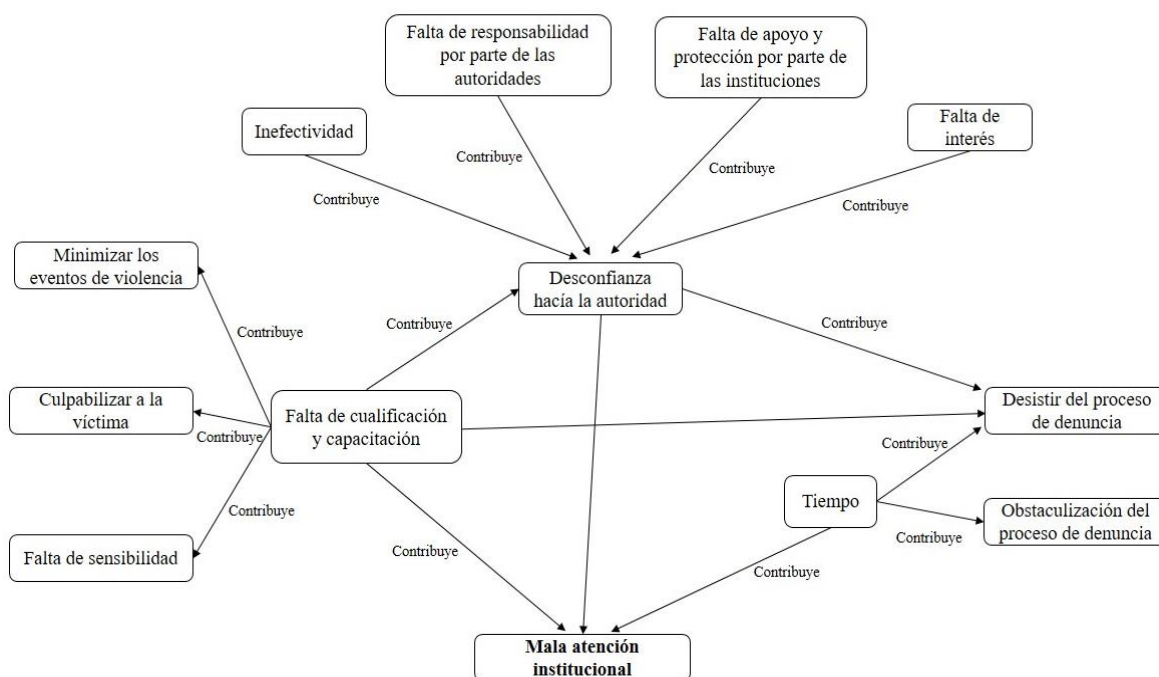 Falta de responsabilidad
por parte de las
autoridades
Falta de apoyo y
protección por parte de
las instituciones
Inefectividad
Falta de
interés
Contribuye
Contribuye
Contribuye
Contribuye
Minimizar los
eventos de violencia
Desconfianza
hacía la autoridad
Contribuye
Contribuye
Contribuye
Culpabilizar a la
víctima
Falta de cualificación
y capacitación
Desistir del proceso
de denuncia
Contribuye
Contribuye
Tiempo
Contribuye
Falta de sensibilidad
Obstaculización del
proceso de denuncia
Contribuye
Contribuye
Contribuye
Mala atención
institucional